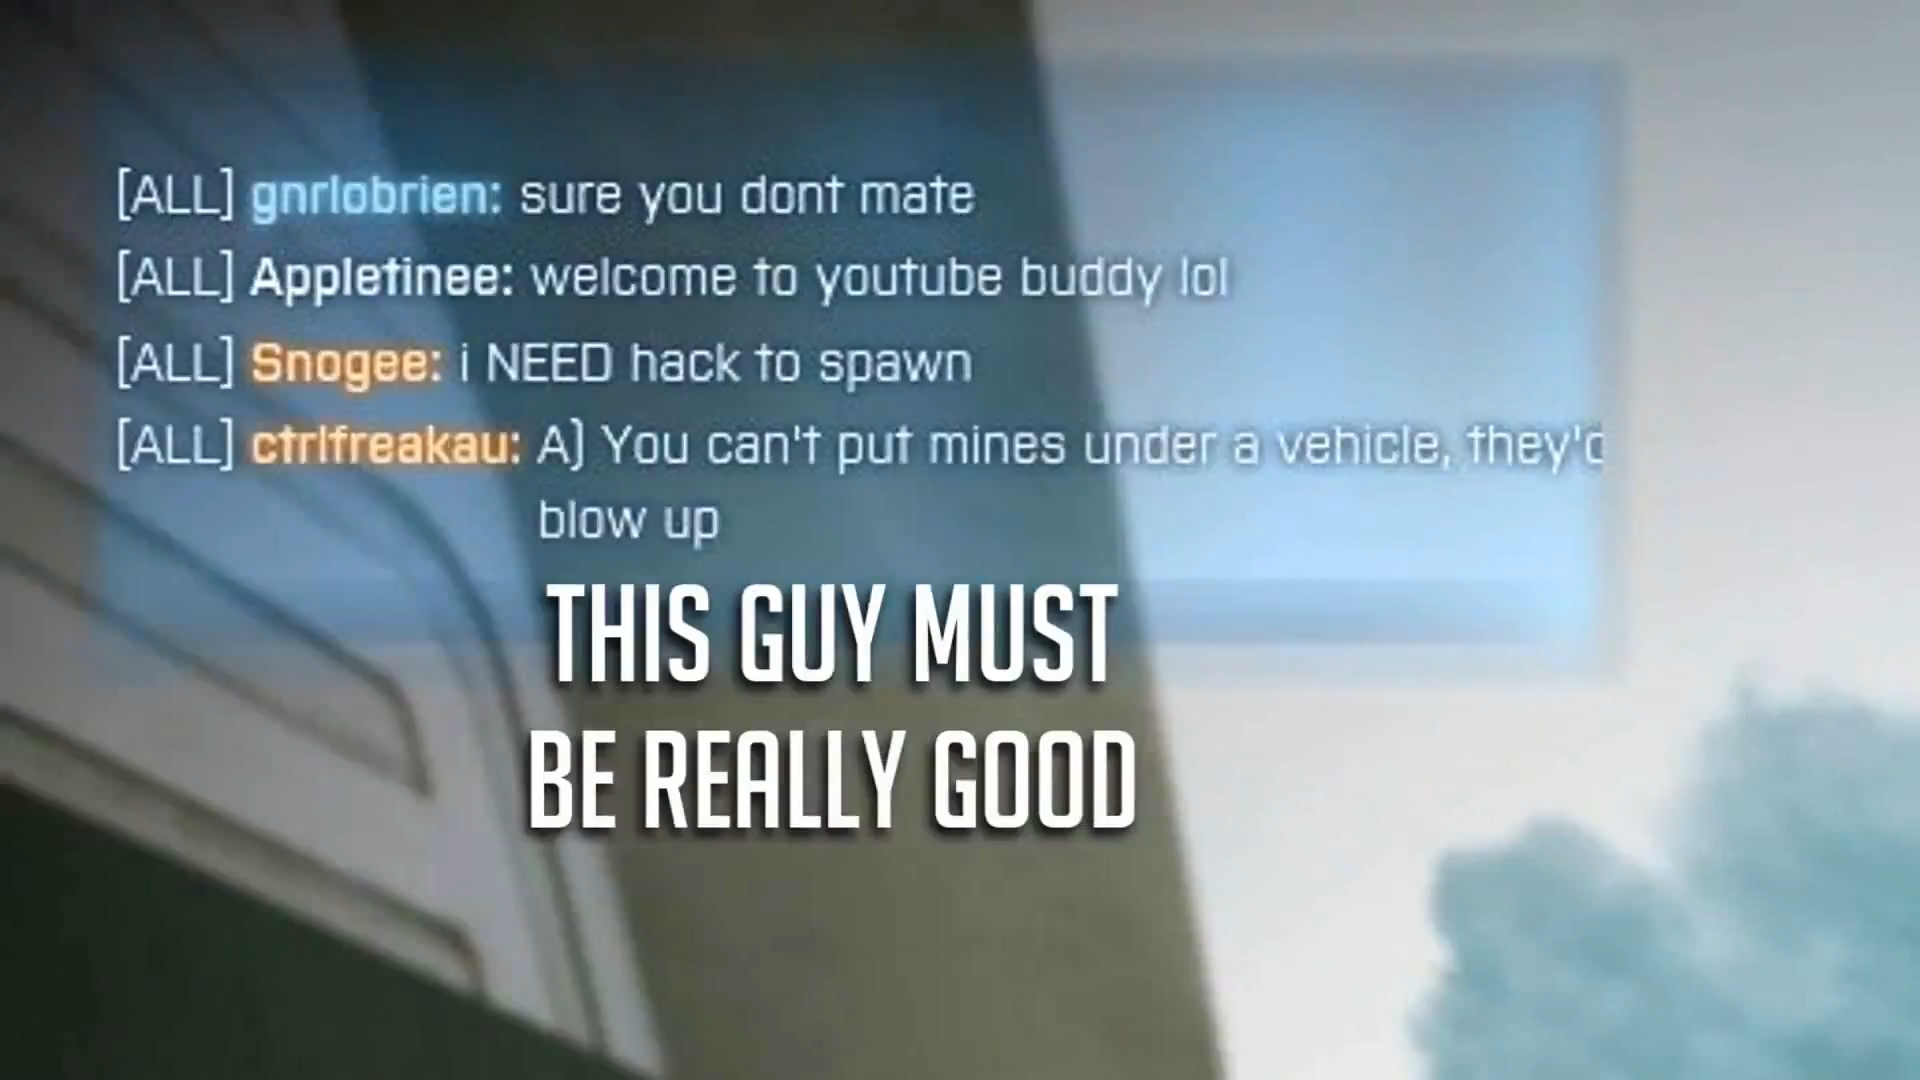 [ALL] gnrlobrien: sure you dont mate
[ALL] Appletinee: welcome to youtube buddy lol
[ALL] Snogee: i NEED hack to spawn
[ALL] ctrlfreakau: A) You can't put mines under a vehicle, they'd
blow up
THIS GUY MUST
BE REALLY GOOD